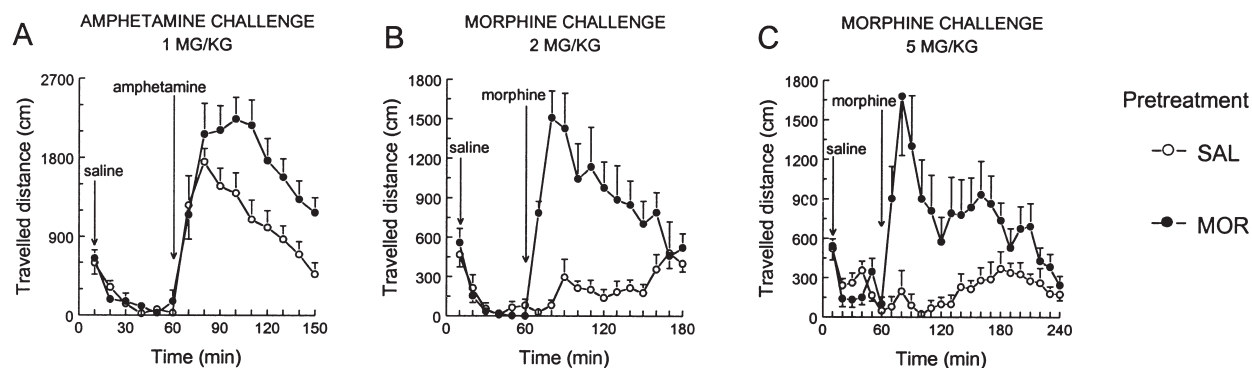 A
AMPHETAMINE CHALLENGE
1 MG/KG
2700
1800
900
0
Travelled distance (cm)
amphetamine
saline
0 30 60 90 120 150
Time (min)
B
MORPHINE CHALLENGE
2 MG/KG
1800
1500
1200
900
600
300
0
Travelled distance (cm)
morphine
saline
0 60 120 180
Time (min)
C
MORPHINE CHALLENGE
5 MG/KG
1800
1500
1200
900
600
300
0
Travelled distance (cm)
morphine
saline
0 60 120 180 240
Time (min)
Pretreatment
SAL
MOR